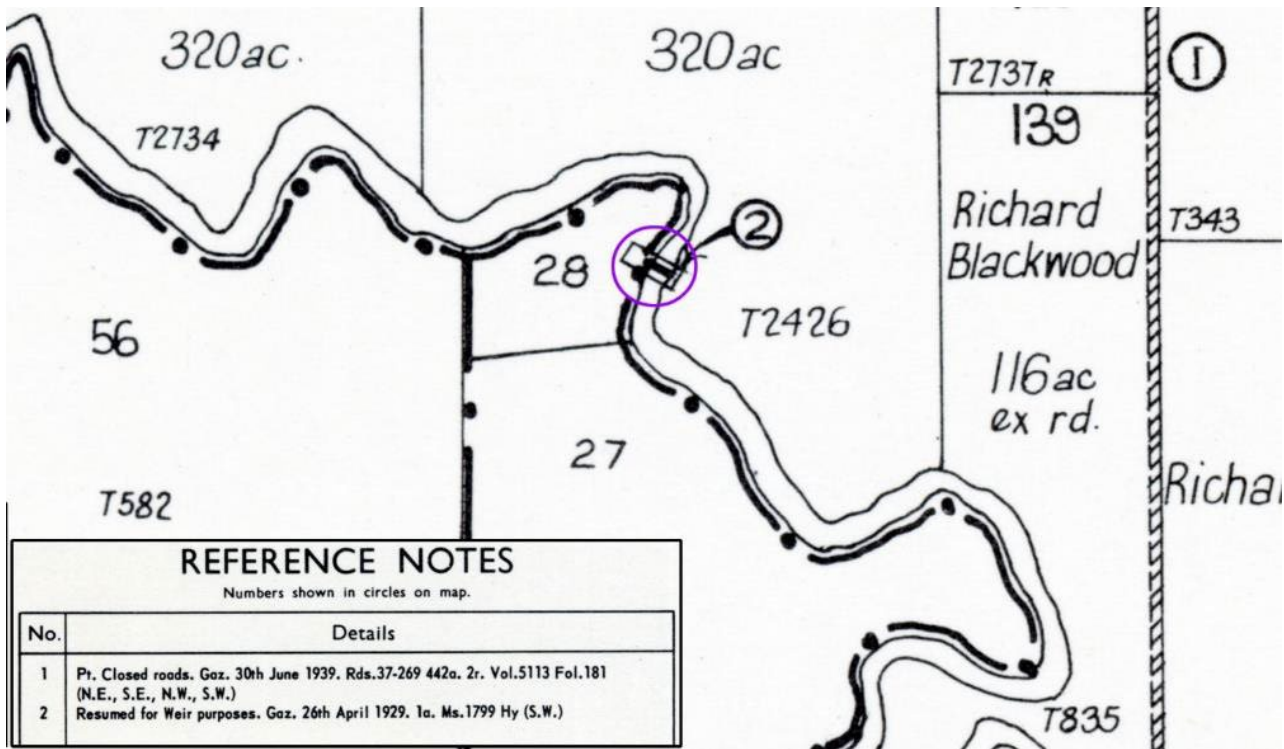 320ac.
320ac
T2737R
1
139
T2734
Richard
Blackwood
T343
2
28
56
T2426
116ac
ex rd.
27
T582
Richa
REFERENCE NOTES
Numbers shown in circles on map.
No. Details
1 Pt. Closed roads. Gaz. 30th June 1939. Rds.37-269 442a. 2r. Vol.5113 Fol.181
(N.E., S.E., N.W., S.W.)
2 Resumed for Weir purposes. Gaz. 26th April 1929. 1a. Ms.1799 Hy (S.W.)
T835